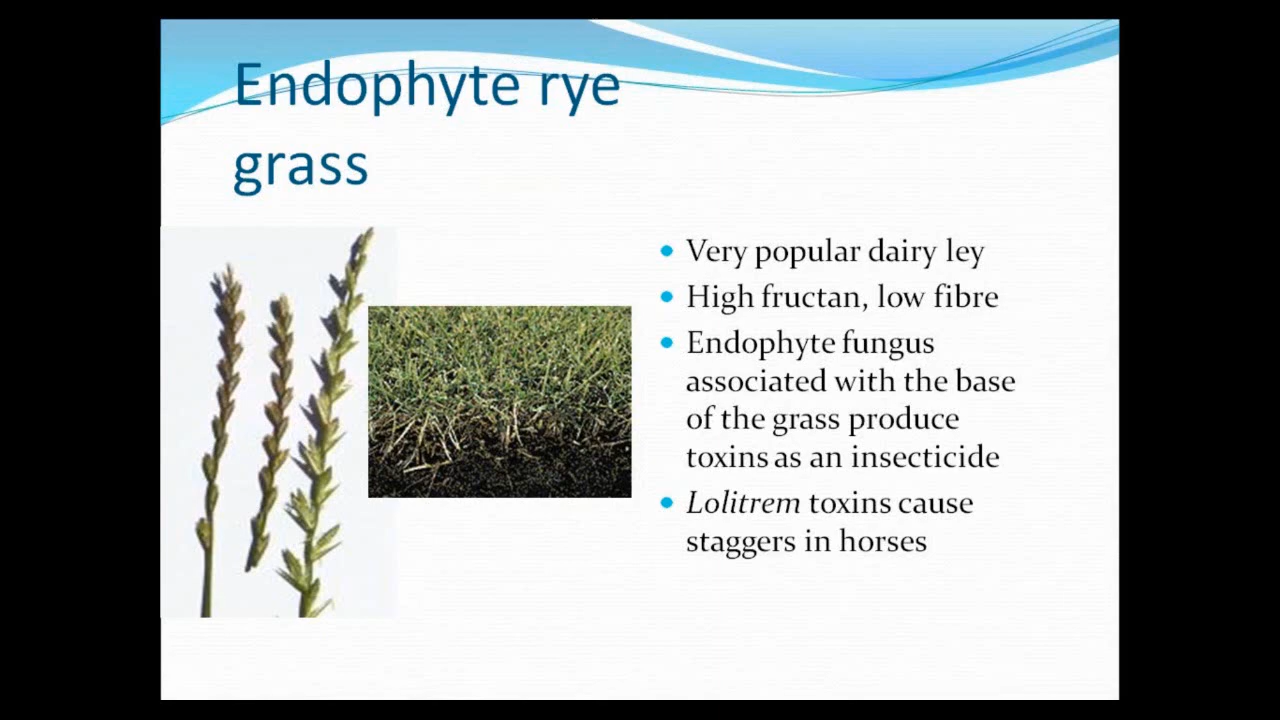 Endophyte rye
grass
Very popular dairy ley
High fructan, low fibre
Endophyte fungus
associated with the base
of the grass produce
toxins as an insecticide
Lolitrem toxins cause
staggers in horses